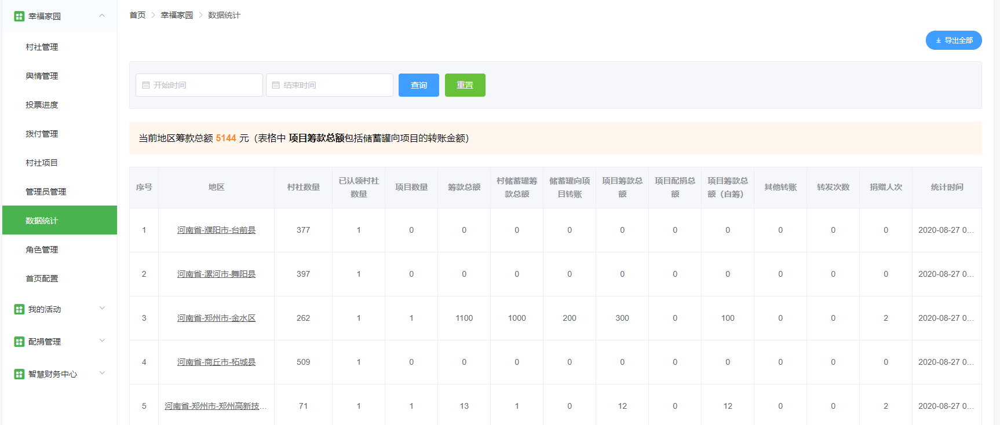 幸福家园
村社管理
舆情管理
投票进度
拨付管理
村社项目
管理员管理
数据统计
角色管理
首页配置
我的活动
配捐管理
智慧财务中心
首页 > 幸福家园 > 数据统计
导出全部
开始时间 结束时间 查询 重置
当前地区筹款总额 5144 元（表格中 项目筹款总额包括储蓄罐向项目的转账金额）
序号 地区 村社数量 已认领村社数量 项目数量 筹款总额 村储蓄罐筹款总额 储蓄罐向项目转账 项目筹款总额 项目配捐总额 项目筹款总额（自筹） 其他转账 转发次数 捐赠人次 统计时间
1 河南省-濮阳市-台前县 377 1 0 0 0 0 0 0 0 0 0 0 2020-08-27 0...
2 河南省-漯河市-舞阳县 397 1 0 0 0 0 0 0 0 0 0 0 2020-08-27 0...
3 河南省-郑州市-金水区 262 1 1 1100 1000 200 300 0 100 0 0 2 2020-08-27 0...
4 河南省-商丘市-柘城县 509 1 0 0 0 0 0 0 0 0 0 0 2020-08-27 0...
5 河南省-郑州市-郑州高新技... 71 1 1 13 1 0 12 0 12 0 0 2 2020-08-27 0...